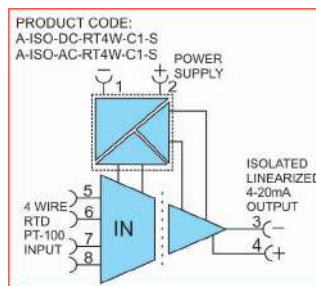 PRODUCT CODE:
A-ISO-DC-RT4W-C1-S
A-ISO-AC-RT4W-C1-S
− + POWER
1 2 SUPPLY
ISOLATED
LINEARIZED
4-20mA
OUTPUT
4 WIRE
RTD
PT-100
INPUT
5
6
7
8
IN
3 −
4 +